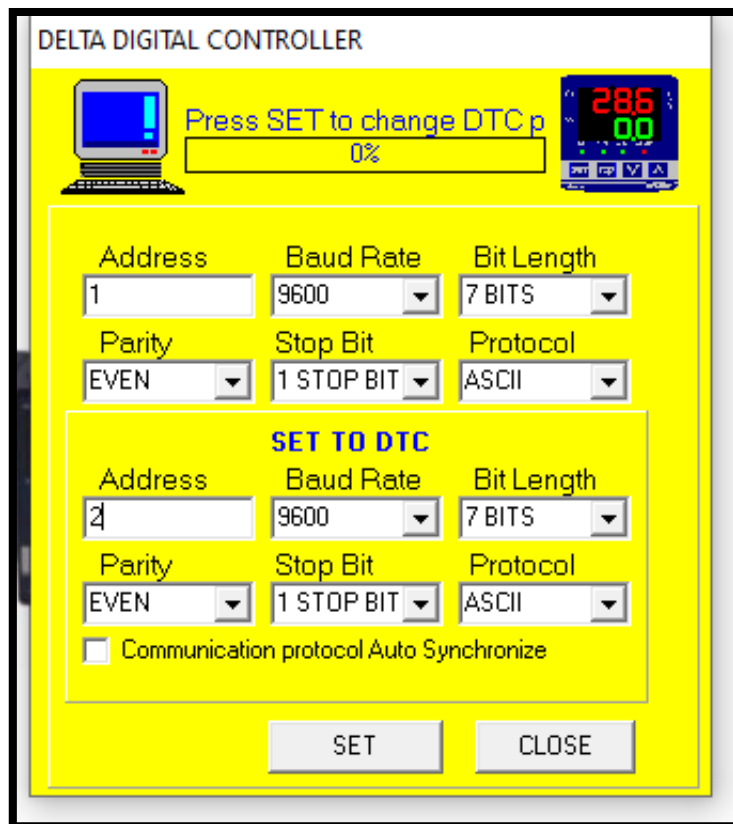 DELTA DIGITAL CONTROLLER
Press SET to change DTC p
0%
28.6
0.0
Address Baud Rate Bit Length
1 9600 7 BITS
Parity Stop Bit Protocol
EVEN 1 STOP BIT ASCII
SET TO DTC
Address Baud Rate Bit Length
2 9600 7 BITS
Parity Stop Bit Protocol
EVEN 1 STOP BIT ASCII
Communication protocol Auto Synchronize
SET CLOSE